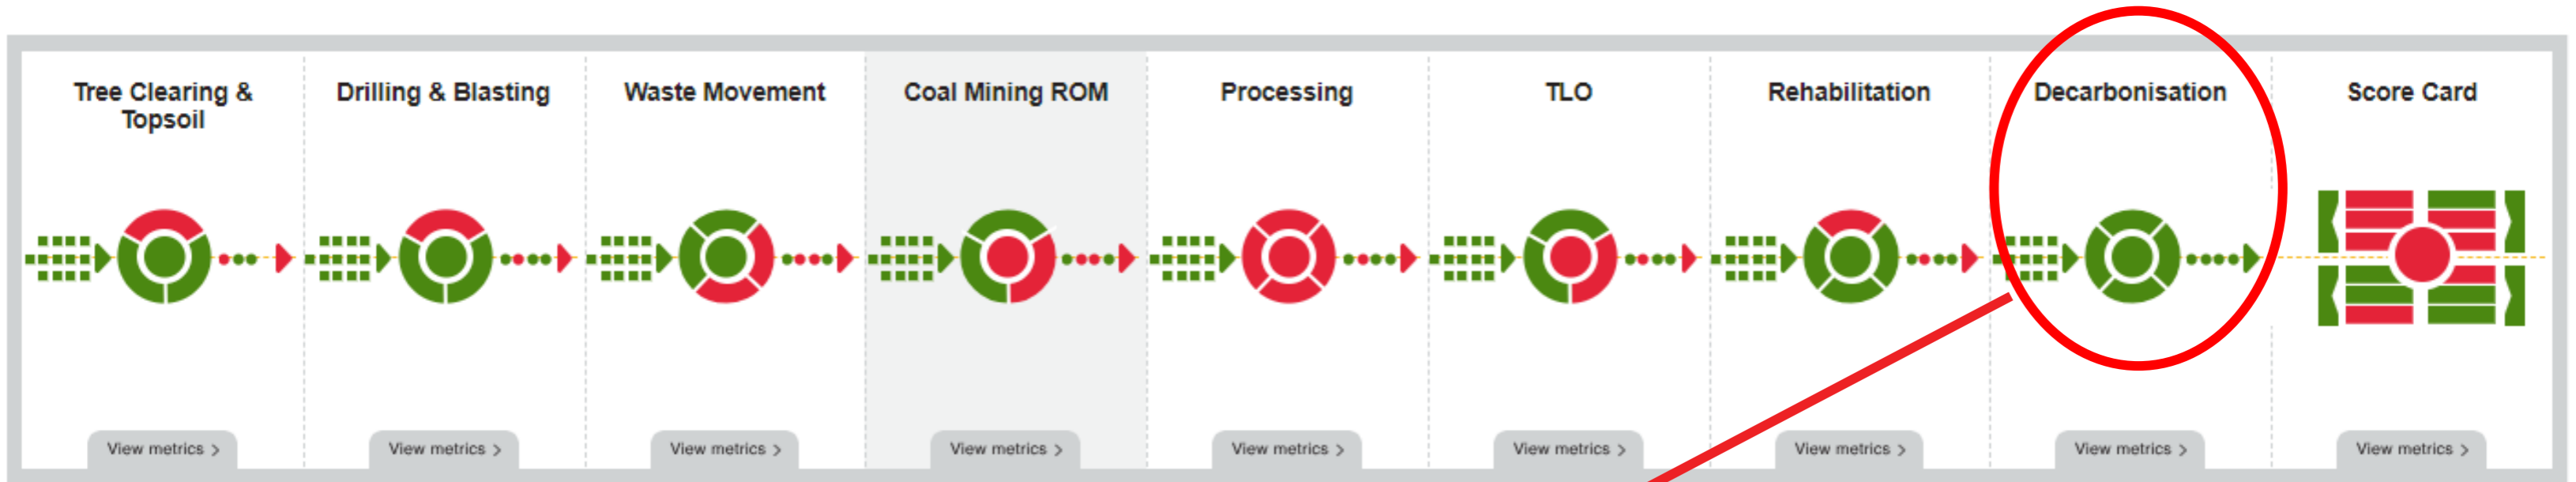 Tree Clearing &
Topsoil
Drilling & Blasting
Waste Movement
Coal Mining ROM
Processing
TLO
Rehabilitation
Decarbonisation
Score Card
View metrics >
View metrics >
View metrics >
View metrics >
View metrics >
View metrics >
View metrics >
View metrics >
View metrics >